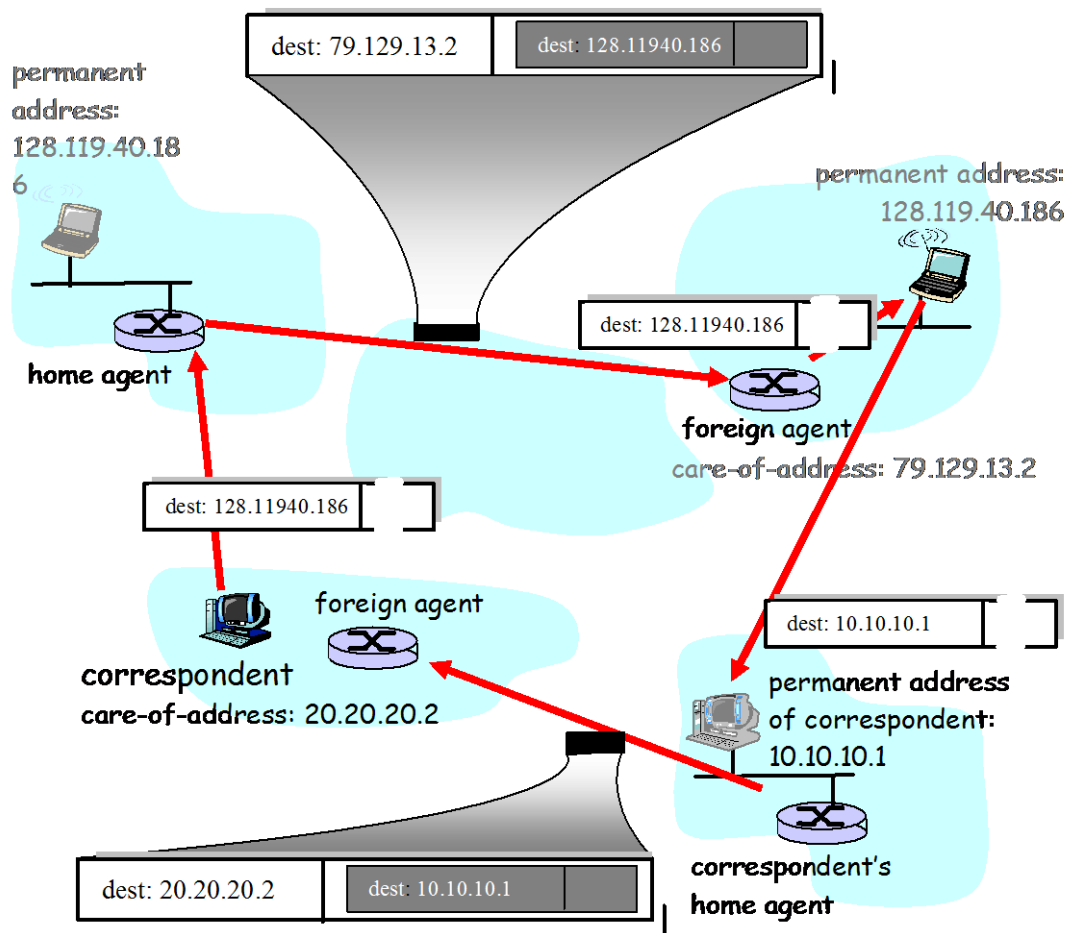 dest: 79.129.13.2
dest: 128.11940.186
permanent
address:
128.119.40.18
6
permanent address:
128.119.40.186
dest: 128.11940.186
home agent
foreign agent
care-of-address: 79.129.13.2
dest: 128.11940.186
foreign agent
dest: 10.10.10.1
correspondent
care-of-address: 20.20.20.2
permanent address
of correspondent:
10.10.10.1
correspondent's
home agent
dest: 20.20.20.2
dest: 10.10.10.1